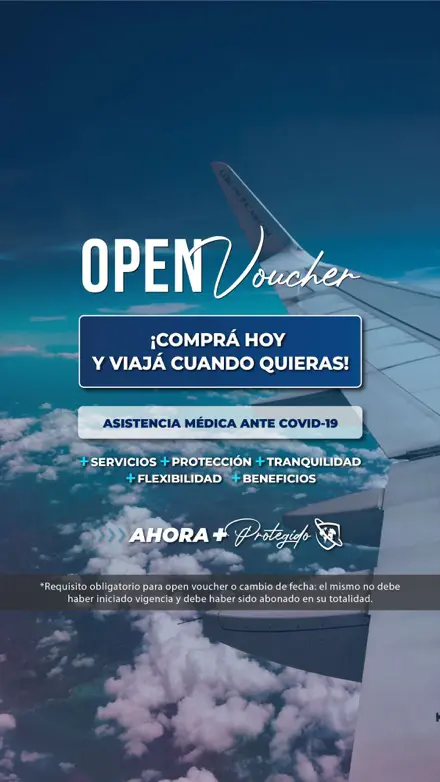 OPEN Voucher
¡COMPRÁ HOY
Y VIAJÁ CUANDO QUIERAS!
ASISTENCIA MÉDICA ANTE COVID-19
+SERVICIOS +PROTECCIÓN +TRANQUILIDAD
+FLEXIBILIDAD +BENEFICIOS
AHORA + Protegido
*Requisito obligatorio para open voucher o cambio de fecha: el mismo no debe
haber iniciado vigencia y debe haber sido abonado en su totalidad.